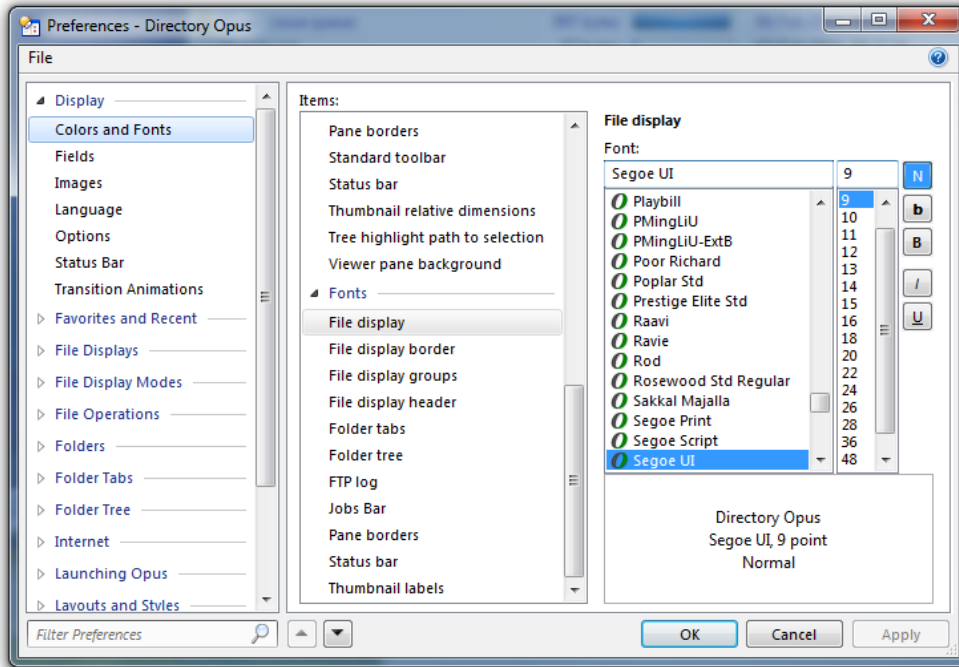 Preferences - Directory Opus
File
Display
Colors and Fonts
Fields
Images
Language
Options
Status Bar
Transition Animations
Favorites and Recent
File Displays
File Display Modes
File Operations
Folders
Folder Tabs
Folder Tree
Internet
Launching Opus
Layouts and Styles
Filter Preferences
Items:
Pane borders
Standard toolbar
Status bar
Thumbnail relative dimensions
Tree highlight path to selection
Viewer pane background
Fonts
File display
File display border
File display groups
File display header
Folder tabs
Folder tree
FTP log
Jobs Bar
Pane borders
Status bar
Thumbnail labels
File display
Font:
Segoe UI
9
N
Playbill
PMingLiU
PMingLiU-ExtB
Poor Richard
Poplar Std
Prestige Elite Std
Raavi
Ravie
Rod
Rosewood Std Regular
Sakkal Majalla
Segoe Print
Segoe Script
Segoe UI
9
10
11
12
13
14
15
16
18
20
22
24
26
28
36
48
b
B
I
U
Directory Opus
Segoe UI, 9 point
Normal
OK
Cancel
Apply